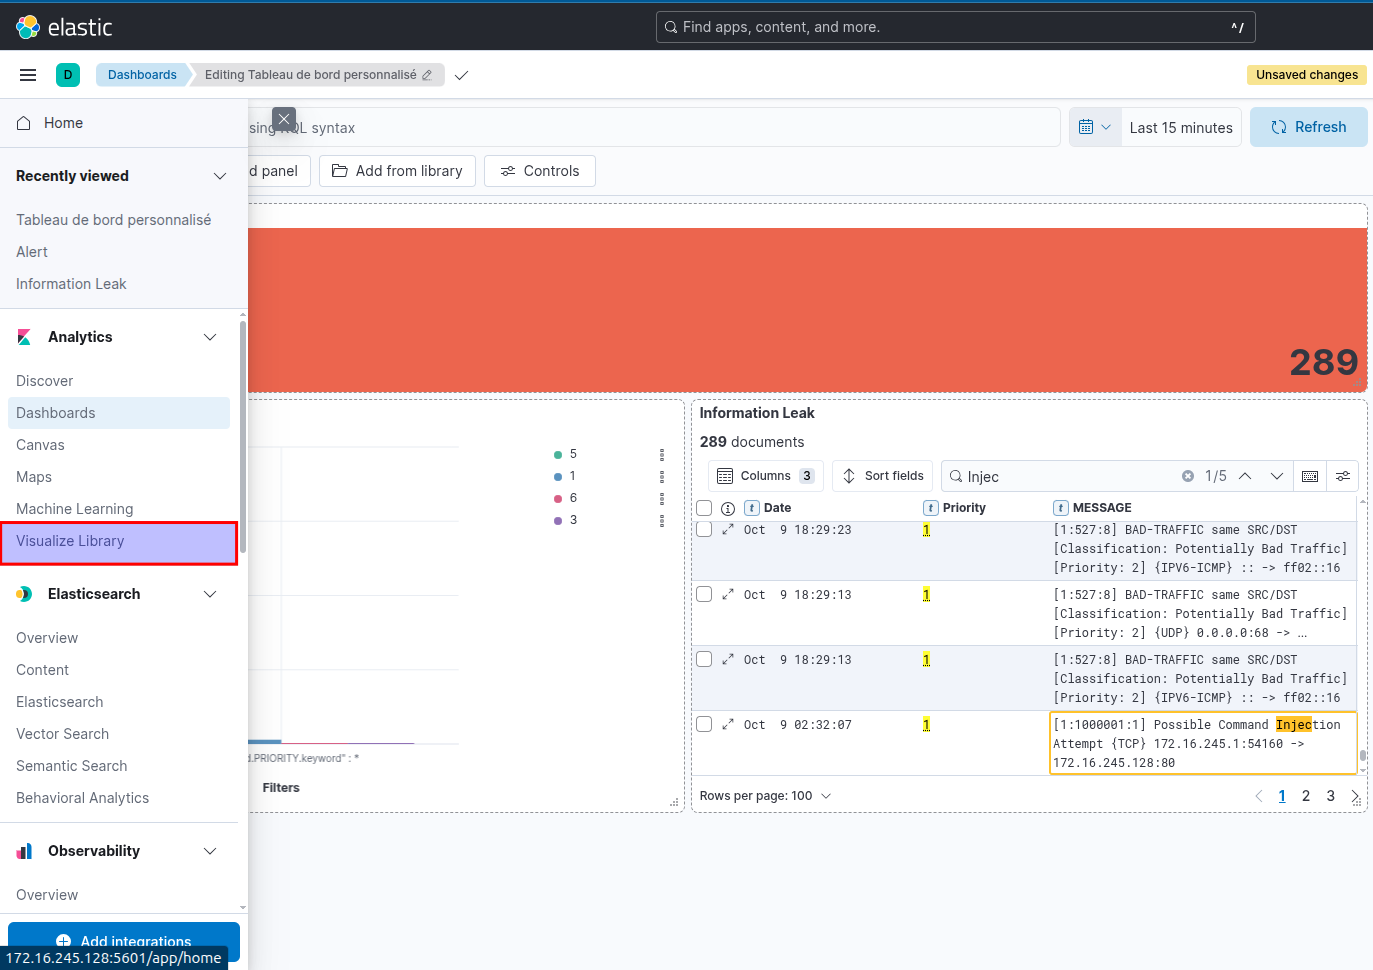 elastic
Find apps, content, and more.
^/
D
Dashboards
Editing Tableau de bord personnalisé
Unsaved changes
Home
sing KQL syntax
Last 15 minutes
Refresh
d panel
Add from library
Controls
Recently viewed
Tableau de bord personnalisé
Alert
Information Leak
Analytics
Discover
Dashboards
Canvas
Maps
Machine Learning
Visualize Library
Elasticsearch
Overview
Content
Elasticsearch
Vector Search
Semantic Search
Behavioral Analytics
Observability
Overview
Add integrations
172.16.245.128:5601/app/home
289
5
1
6
3
d.PRIORITY.keyword" : *
Filters
Information Leak
289 documents
Columns 3
Sort fields
Injec
1/5
t Date
t Priority
t MESSAGE
Oct 9 18:29:23
1
[1:527:8] BAD-TRAFFIC same SRC/DST
[Classification: Potentially Bad Traffic]
[Priority: 2] {IPV6-ICMP} :: -> ff02::16
Oct 9 18:29:13
1
[1:527:8] BAD-TRAFFIC same SRC/DST
[Classification: Potentially Bad Traffic]
[Priority: 2] {UDP} 0.0.0.0:68 -> …
Oct 9 18:29:13
1
[1:527:8] BAD-TRAFFIC same SRC/DST
[Classification: Potentially Bad Traffic]
[Priority: 2] {IPV6-ICMP} :: -> ff02::16
Oct 9 02:32:07
1
[1:1000001:1] Possible Command Injection
Attempt {TCP} 172.16.245.1:54160 ->
172.16.245.128:80
Rows per page: 100
1 2 3